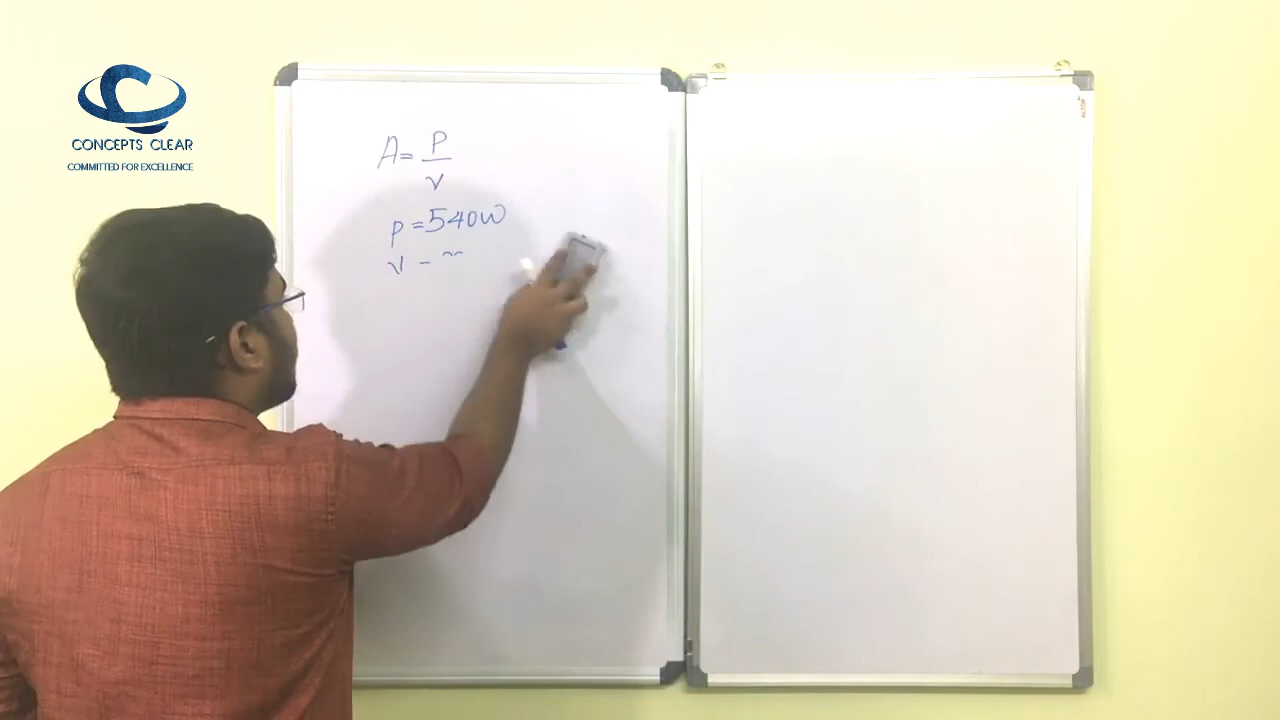 CONCEPTS CLEAR
COMMITTED FOR EXCELLENCE
A = P
V
P = 540W
V =